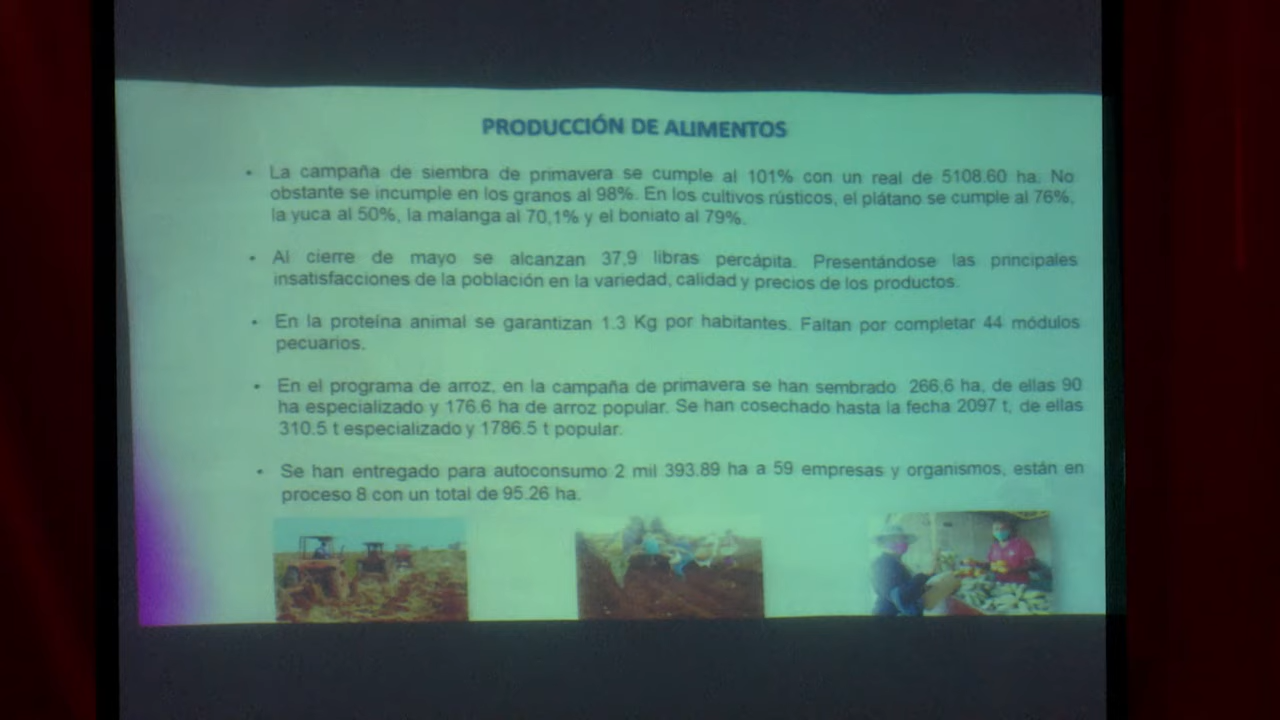 PRODUCCIÓN DE ALIMENTOS
• La campaña de siembra de primavera se cumple al 101% con un real de 5108.60 ha. No
obstante se incumple en los granos al 98%. En los cultivos rústicos, el plátano se cumple al 76%,
la yuca al 50%, la malanga al 70,1% y el boniato al 79%.
• Al cierre de mayo se alcanzan 37,9 libras percápita. Presentándose las principales
insatisfacciones de la población en la variedad, calidad y precios de los productos.
• En la proteína animal se garantizan 1.3 Kg por habitantes. Faltan por completar 44 módulos
pecuarios.
• En el programa de arroz, en la campaña de primavera se han sembrado 266,6 ha, de ellas 90
ha especializado y 176.6 ha de arroz popular. Se han cosechado hasta la fecha 2097 t, de ellas
310.5 t especializado y 1786.5 t popular.
• Se han entregado para autoconsumo 2 mil 393.89 ha a 59 empresas y organismos, están en
proceso 8 con un total de 95.26 ha.